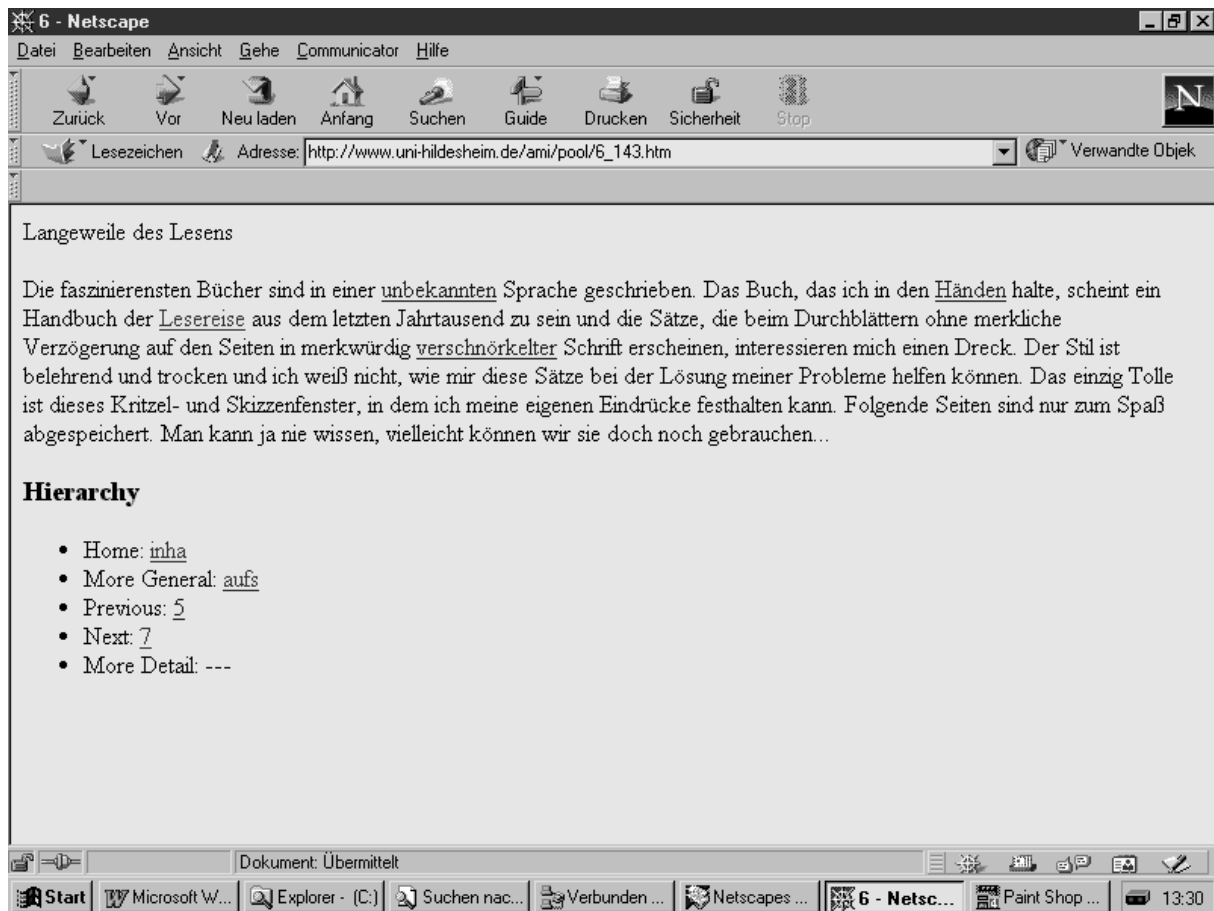 6 - Netscape
Datei Bearbeiten Ansicht Gehe Communicator Hilfe
Zurück Vor Neu laden Anfang Suchen Guide Drucken Sicherheit Stop
N
Lesezeichen Adresse: http://www.uni-hildesheim.de/ami/pool/6_143.htm Verwandte Objek
Langeweile des Lesens
Die faszinierensten Bücher sind in einer unbekannten Sprache geschrieben. Das Buch, das ich in den Händen halte, scheint ein
Handbuch der Lesereise aus dem letzten Jahrtausend zu sein und die Sätze, die beim Durchblättern ohne merkliche
Verzögerung auf den Seiten in merkwürdig verschnörkelter Schrift erscheinen, interessieren mich einen Dreck. Der Stil ist
belehrend und trocken und ich weiß nicht, wie mir diese Sätze bei der Lösung meiner Probleme helfen können. Das einzig Tolle
ist dieses Kritzel- und Skizzenfenster, in dem ich meine eigenen Eindrücke festhalten kann. Folgende Seiten sind nur zum Spaß
abgespeichert. Man kann ja nie wissen, vielleicht können wir sie doch noch gebrauchen...
Hierarchy
• Home: inha
• More General: aufs
• Previous: 5
• Next: 7
• More Detail: ---
Dokument: Übermittelt
Start Microsoft W... Explorer - (C:) Suchen nac... Verbunden ... Netscapes ... 6 - Netsc... Paint Shop ... 13:30